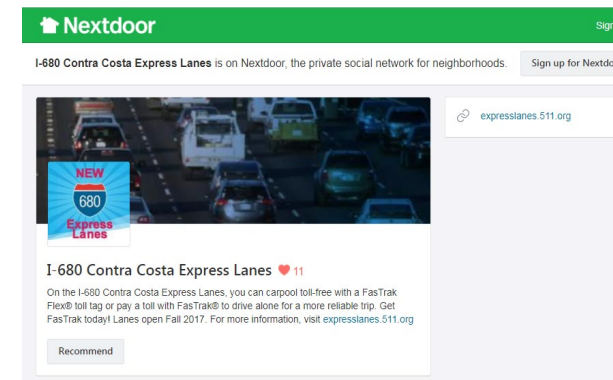 Nextdoor
Sign
I-680 Contra Costa Express Lanes is on Nextdoor, the private social network for neighborhoods.
Sign up for Nextdo
expresslanes.511.org
NEW
680
Express
Lanes
I-680 Contra Costa Express Lanes 11
On the I-680 Contra Costa Express Lanes, you can carpool toll-free with a FasTrak
Flex® toll tag or pay a toll with FasTrak® to drive alone for a more reliable trip. Get
FasTrak today! Lanes open Fall 2017. For more information, visit expresslanes.511.org
Recommend